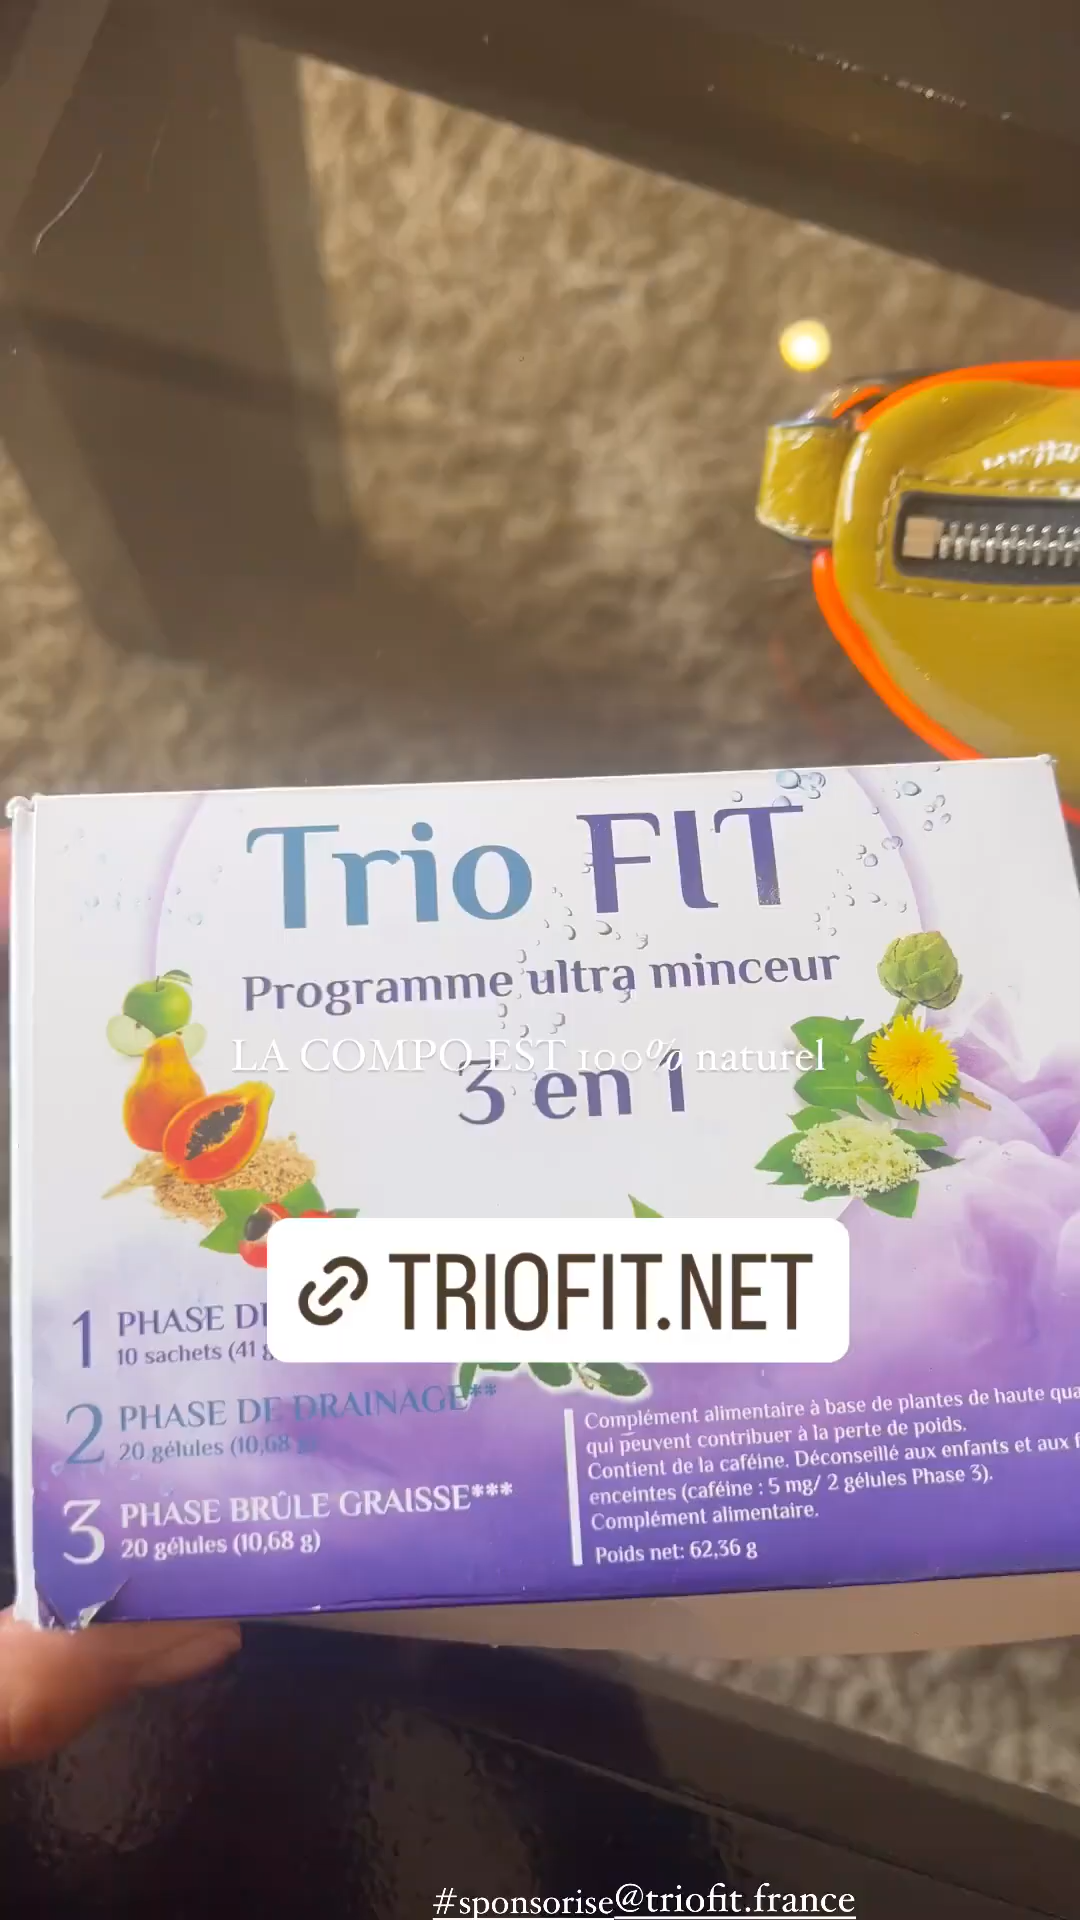 Trio FIT
Programme ultra minceur
LA COMPO EST 100% naturel
3 en 1
TRIOFIT.NET
1 PHASE
10 sachets (41
2 PHASE DE DRAINAGE**
20 gélules (10,68
3 PHASE BRÛLE GRAISSE***
20 gélules (10,68 g)
Complément alimentaire à base de plantes de haute
qui peuvent contribuer à la perte de poids.
Contient de la caféine. Déconseillé aux enfants et aux
enceintes (caféine : 5 mg/ 2 gélules Phase 3).
Complément alimentaire.
Poids net: 62,36 g
#sponsorise@triofit.france